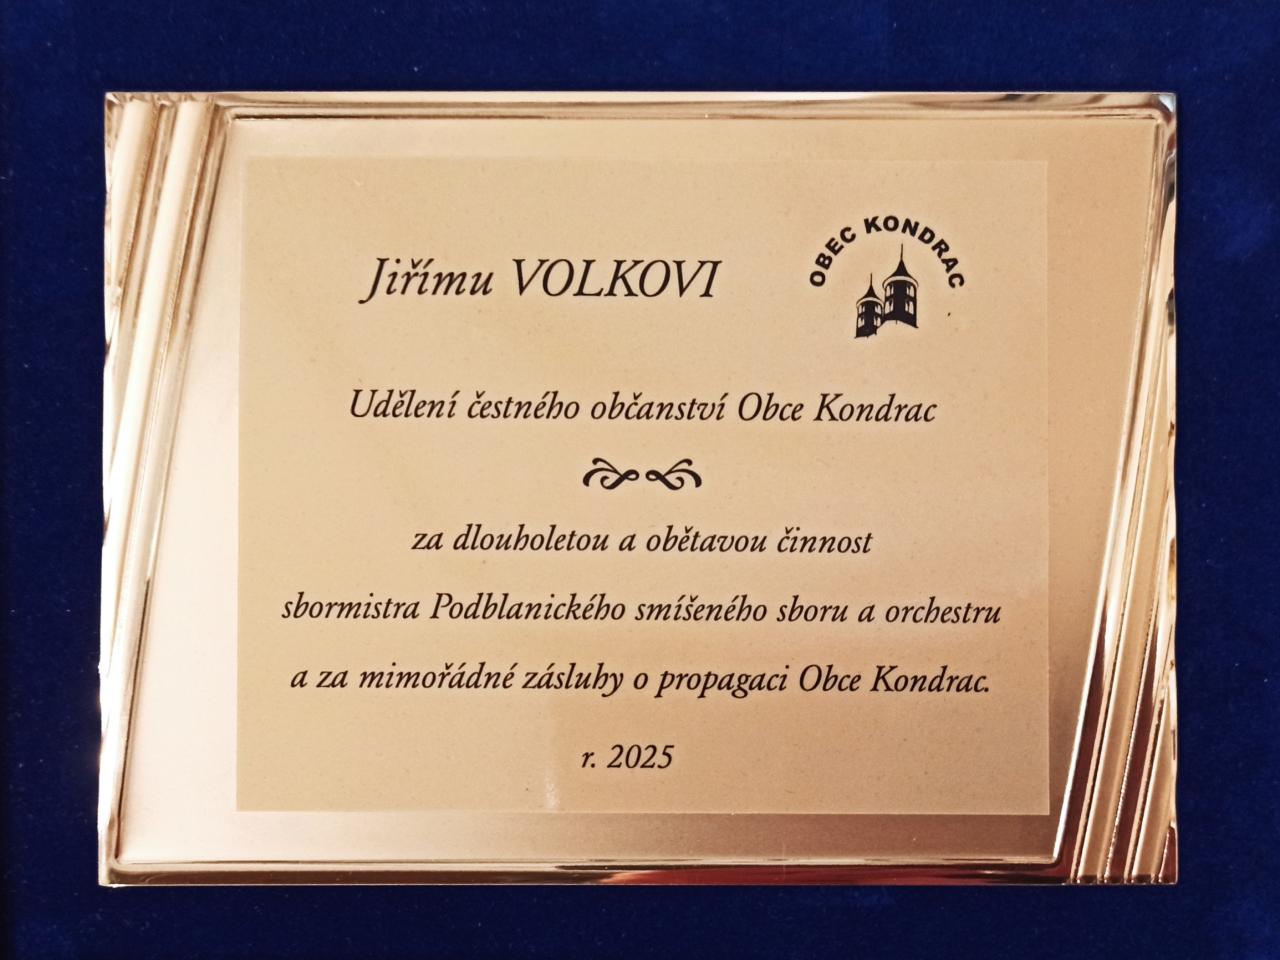 OBEC KONDRAC
Jiřímu VOLKOVI
Udělení čestného občanství Obce Kondrac
za dlouholetou a obětavou činnost
sbormistra Podblanického smíšeného sboru a orchestru
a za mimořádné zásluhy o propagaci Obce Kondrac.
r. 2025